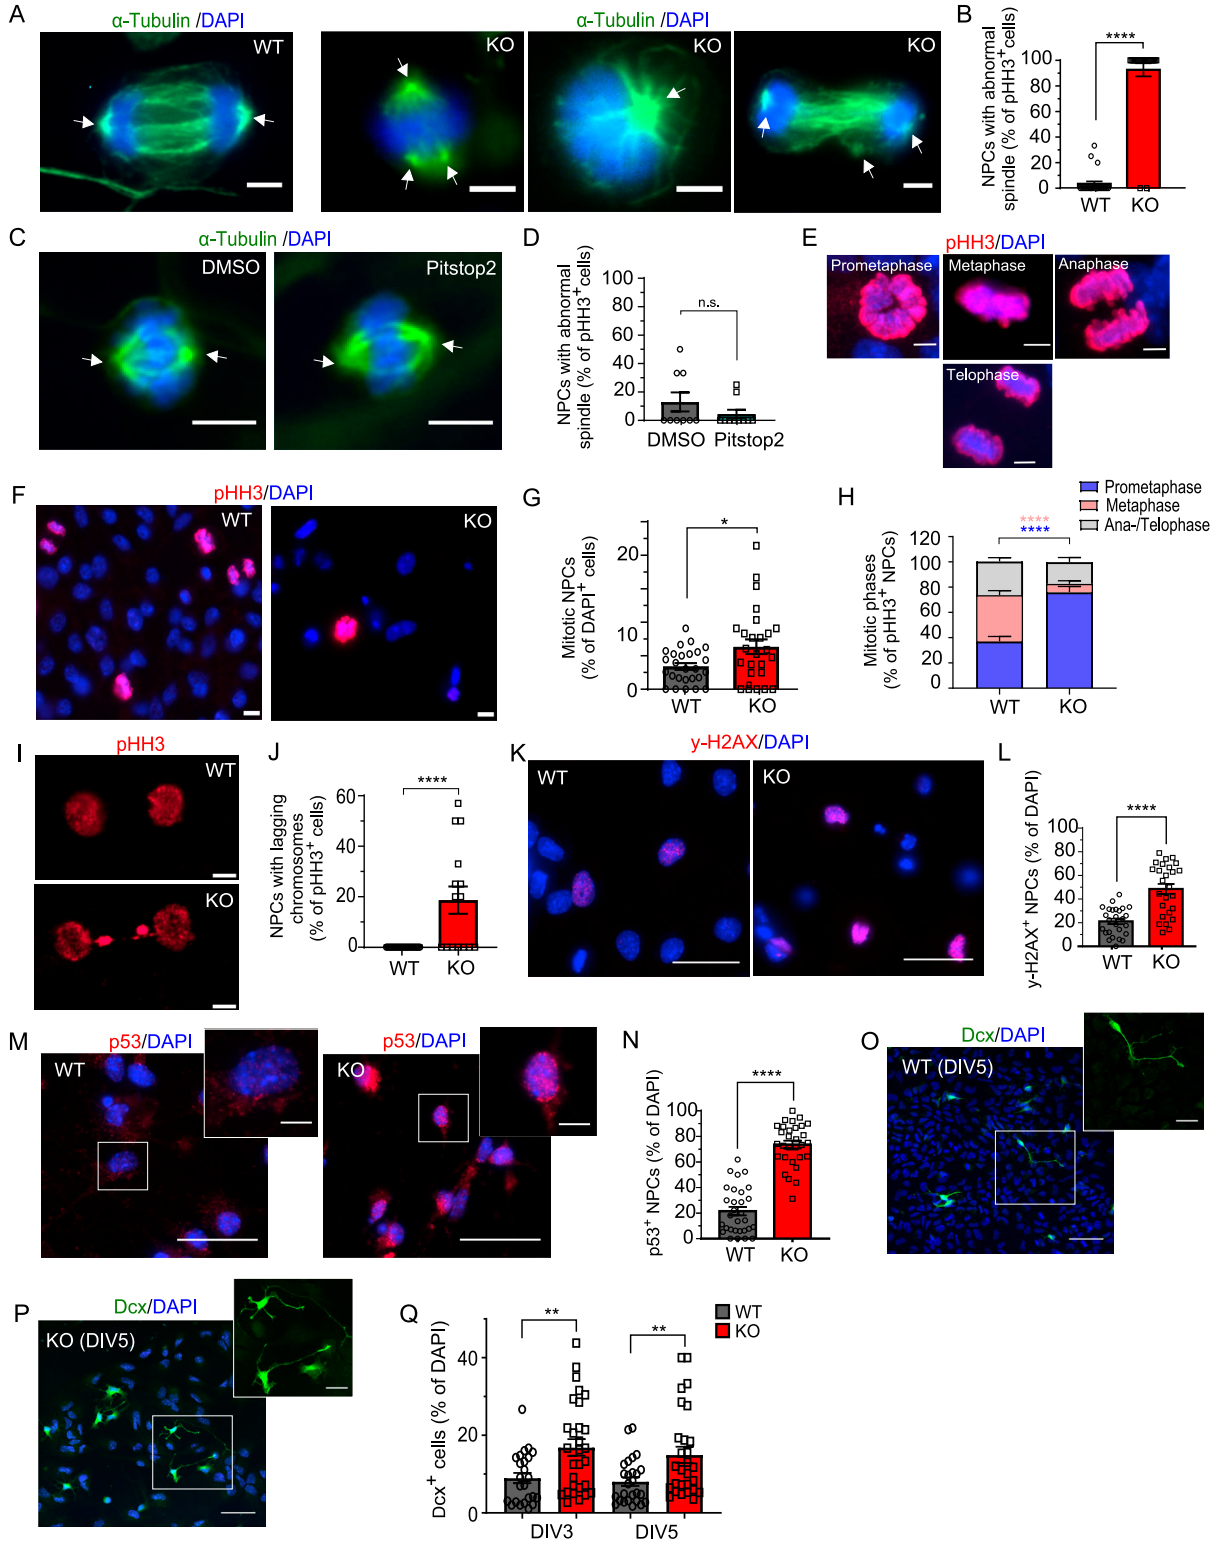 A
α-Tubulin /DAPI
WT
α-Tubulin /DAPI
KO
KO
KO
B
NPCs with abnormal
spindle (% of pHH3+cells)
****
100
80
60
40
20
0
WT KO
C
α-Tubulin /DAPI
DMSO
Pitstop2
D
NPCs with abnormal
spindle (% of pHH3+cells)
n.s.
100
80
60
40
20
0
DMSO Pitstop2
E
pHH3/DAPI
Prometaphase
Metaphase
Anaphase
Telophase
F
pHH3/DAPI
WT
KO
G
Mitotic NPCs
(% of DAPI+ cells)
*
20
10
0
WT KO
H
Prometaphase
Metaphase
Ana-/Telophase
Mitotic phases
(% of pHH3+ NPCs)
****
****
120
100
80
60
40
20
0
WT KO
I
pHH3
WT
KO
J
NPCs with lagging
chromosomes
(% of pHH3+ cells)
****
60
40
20
0
WT KO
K
y-H2AX/DAPI
WT
KO
L
y-H2AX+ NPCs (% of DAPI)
****
100
80
60
40
20
0
WT KO
M
p53/DAPI
WT
p53/DAPI
KO
N
p53+ NPCs (% of DAPI)
****
100
80
60
40
20
0
WT KO
O
Dcx/DAPI
WT (DIV5)
P
Dcx/DAPI
KO (DIV5)
Q
WT
KO
Dcx+ cells (% of DAPI)
**
**
40
20
0
DIV3 DIV5